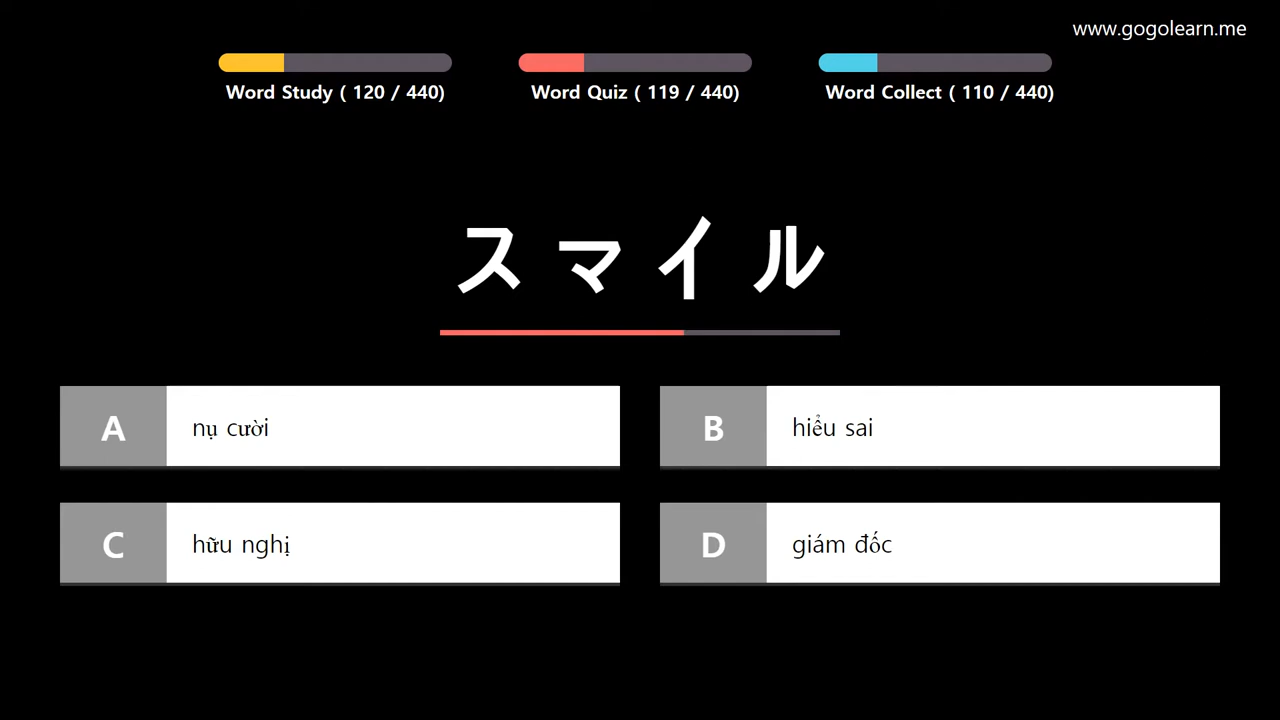 www.gogolearn.me
Word Study ( 120 / 440)
Word Quiz ( 119 / 440)
Word Collect ( 110 / 440)
スマイル
A nụ cười
B hiểu sai
C hữu nghị
D giám đốc